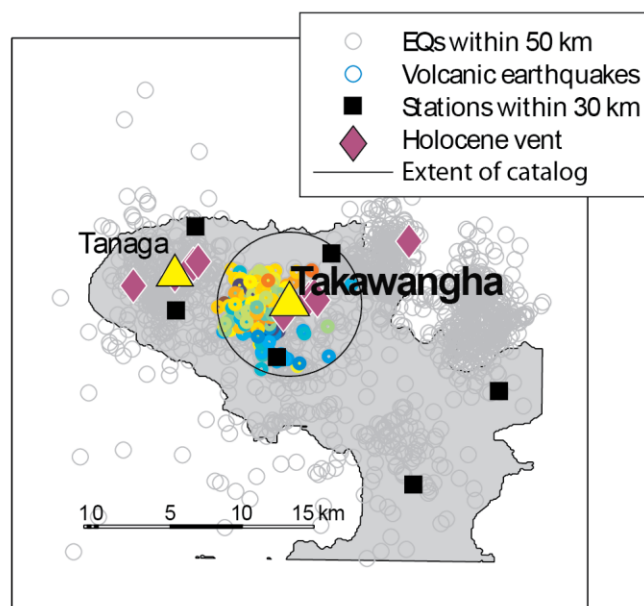 EQs within 50 km
Volcanic earthquakes
Stations within 30 km
Holocene vent
Extent of catalog
Tanaga
Takawangha
10 5 10 15 km